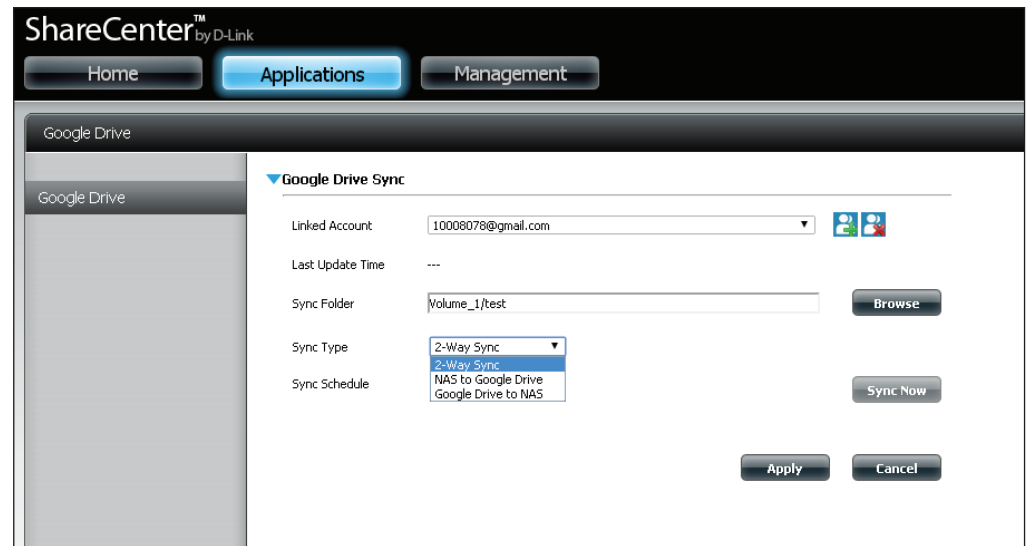 ShareCenter™ by D-Link
Home Applications Management
Google Drive
Google Drive
Google Drive Sync
Linked Account 10008078@gmail.com
Last Update Time ---
Sync Folder Volume_1/test Browse
Sync Type 2-Way Sync
2-Way Sync
NAS to Google Drive
Sync Schedule Sync Now
Google Drive to NAS
Apply Cancel